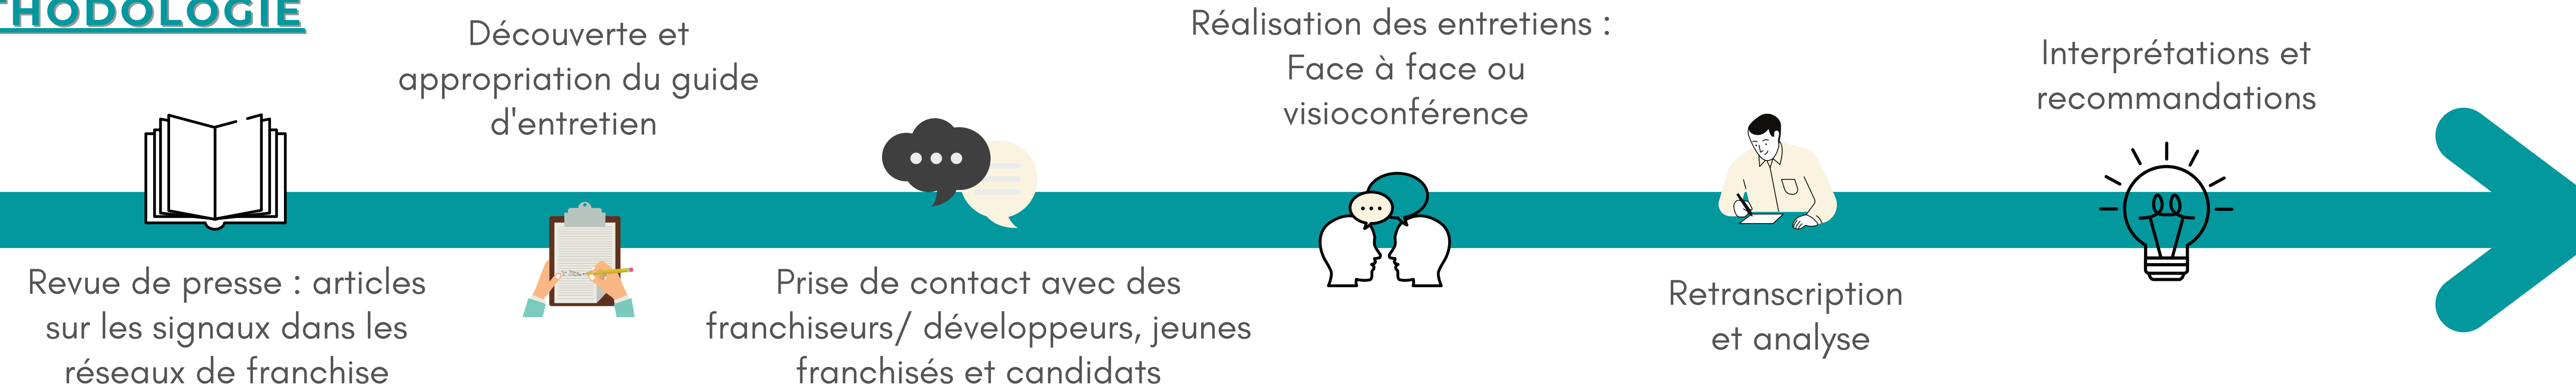 THODOLOGIE
Revue de presse : articles
sur les signaux dans les
réseaux de franchise
Découverte et
appropriation du guide
d'entretien
Prise de contact avec des
franchiseurs/ développeurs, jeunes
franchisés et candidats
Réalisation des entretiens :
Face à face ou
visioconférence
Retranscription
et analyse
Interprétations et
recommandations